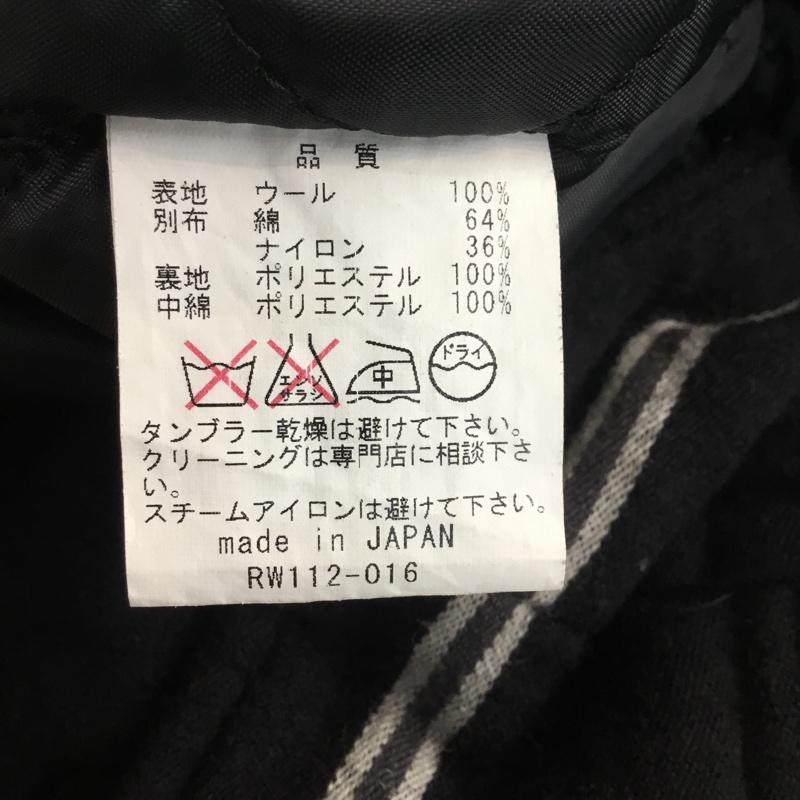 品 質
表地 ウール 100%
別布 綿 64%
ナイロン 36%
裏地 ポリエステル 100%
中綿 ポリエステル 100%
エンソ
サラシ
中
ドライ
タンブラー乾燥は避けて下さい。
クリーニングは専門店に相談下さ
い。
スチームアイロンは避けて下さい。
made in JAPAN
RW112-016